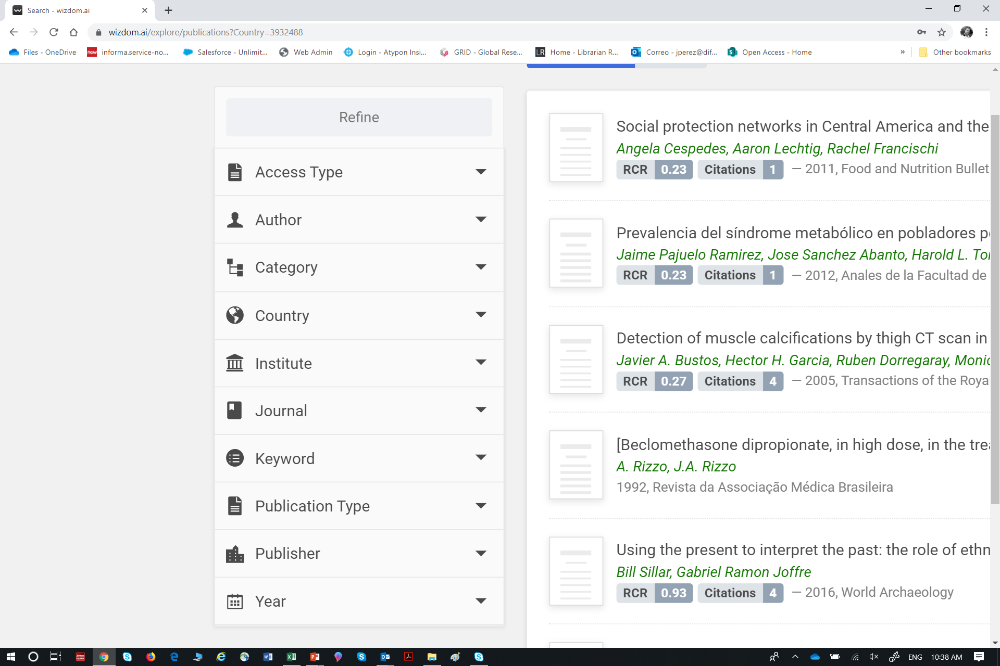 Search - wizdom.ai
wizdom.ai/explore/publications?Country=3932488
Files - OneDrive
informa.service-no...
Salesforce - Unlimit...
Web Admin
Login - Atypon Insi...
GRID - Global Rese...
LR Home - Librarian R...
Correo - jperez@dif...
Open Access - Home
» Other bookmarks
Refine
Access Type
Author
Category
Country
Institute
Journal
Keyword
Publication Type
Publisher
Year
Social protection networks in Central America and the
Angela Cespedes, Aaron Lechtig, Rachel Francischi
RCR 0.23 Citations 1 — 2011, Food and Nutrition Bullet
Prevalencia del síndrome metabólico en pobladores p
Jaime Pajuelo Ramirez, Jose Sanchez Abanto, Harold L. To
RCR 0.23 Citations 1 — 2012, Anales de la Facultad de
Detection of muscle calcifications by thigh CT scan in
Javier A. Bustos, Hector H. Garcia, Ruben Dorregaray, Monic
RCR 0.27 Citations 4 — 2005, Transactions of the Roya
[Beclomethasone dipropionate, in high dose, in the trea
A. Rizzo, J.A. Rizzo
1992, Revista da Associação Médica Brasileira
Using the present to interpret the past: the role of ethn
Bill Sillar, Gabriel Ramon Joffre
RCR 0.93 Citations 4 — 2016, World Archaeology
ENG 10:38 AM